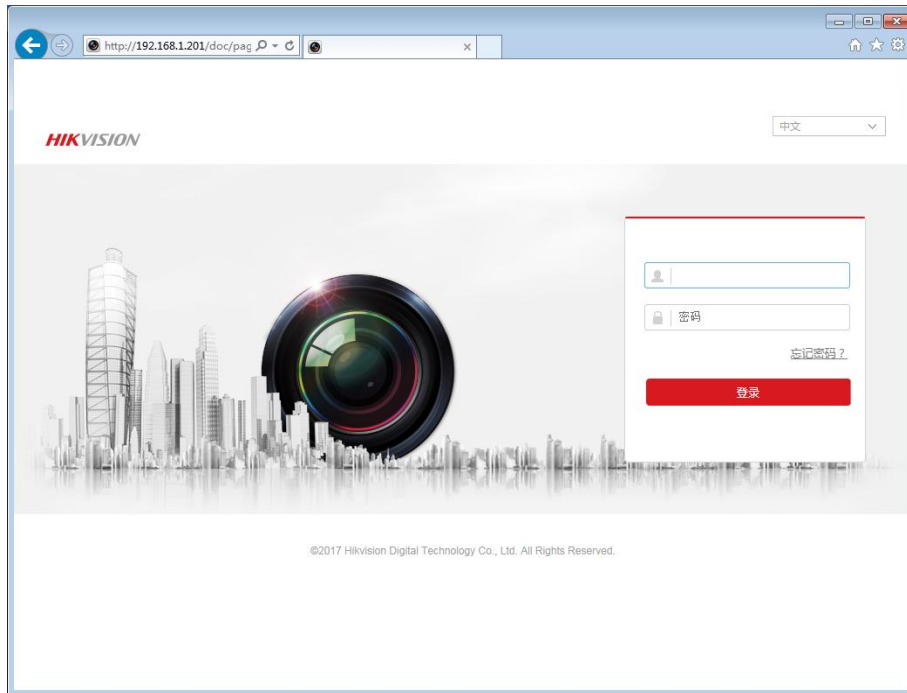 http://192.168.1.201/doc/pag
HIKVISION
中文
密码
忘记密码？
登录
©2017 Hikvision Digital Technology Co., Ltd. All Rights Reserved.